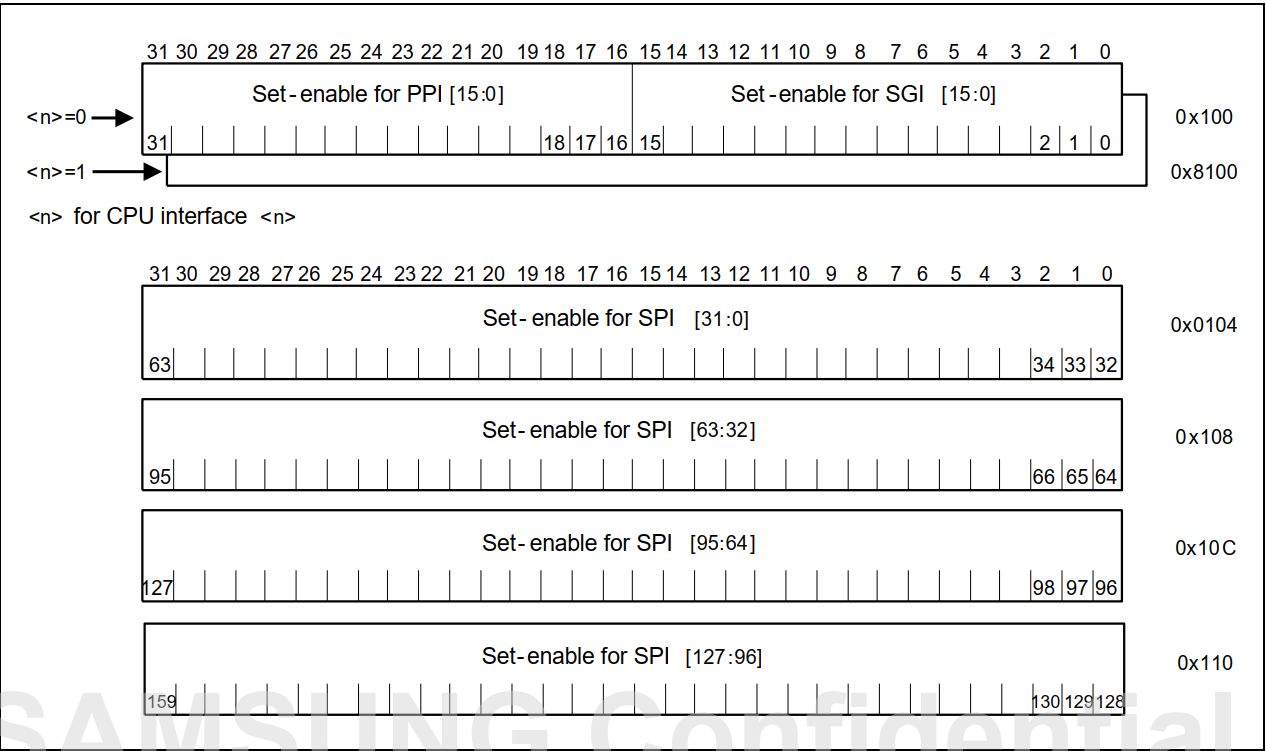 31 30 29 28 27 26 25 24 23 22 21 20 19 18 17 16 15 14 13 12 11 10 9 8 7 6 5 4 3 2 1 0
Set-enable for PPI [15:0] Set-enable for SGI [15:0]
<n>=0 0x100
31 18 17 16 15 2 1 0
<n>=1 0x8100
<n> for CPU interface <n>
31 30 29 28 27 26 25 24 23 22 21 20 19 18 17 16 15 14 13 12 11 10 9 8 7 6 5 4 3 2 1 0
Set-enable for SPI [31:0] 0x0104
63 34 33 32
Set-enable for SPI [63:32] 0x108
95 66 65 64
Set-enable for SPI [95:64] 0x10C
127 98 97 96
Set-enable for SPI [127:96] 0x110
159 130 129 128
SAMSUNG Confidential